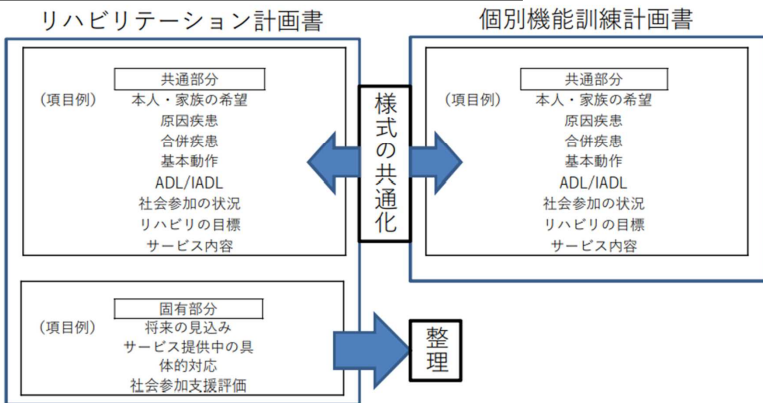 リハビリテーション計画書
共通部分
(項目例)
本人・家族の希望
原因疾患
合併疾患
基本動作
ADL/IADL
社会参加の状況
リハビリの目標
サービス内容
固有部分
(項目例)
将来の見込み
サービス提供中の具
体的対応
社会参加支援評価
様式の共通化
整理
個別機能訓練計画書
共通部分
(項目例)
本人・家族の希望
原因疾患
合併疾患
基本動作
ADL/IADL
社会参加の状況
リハビリの目標
サービス内容